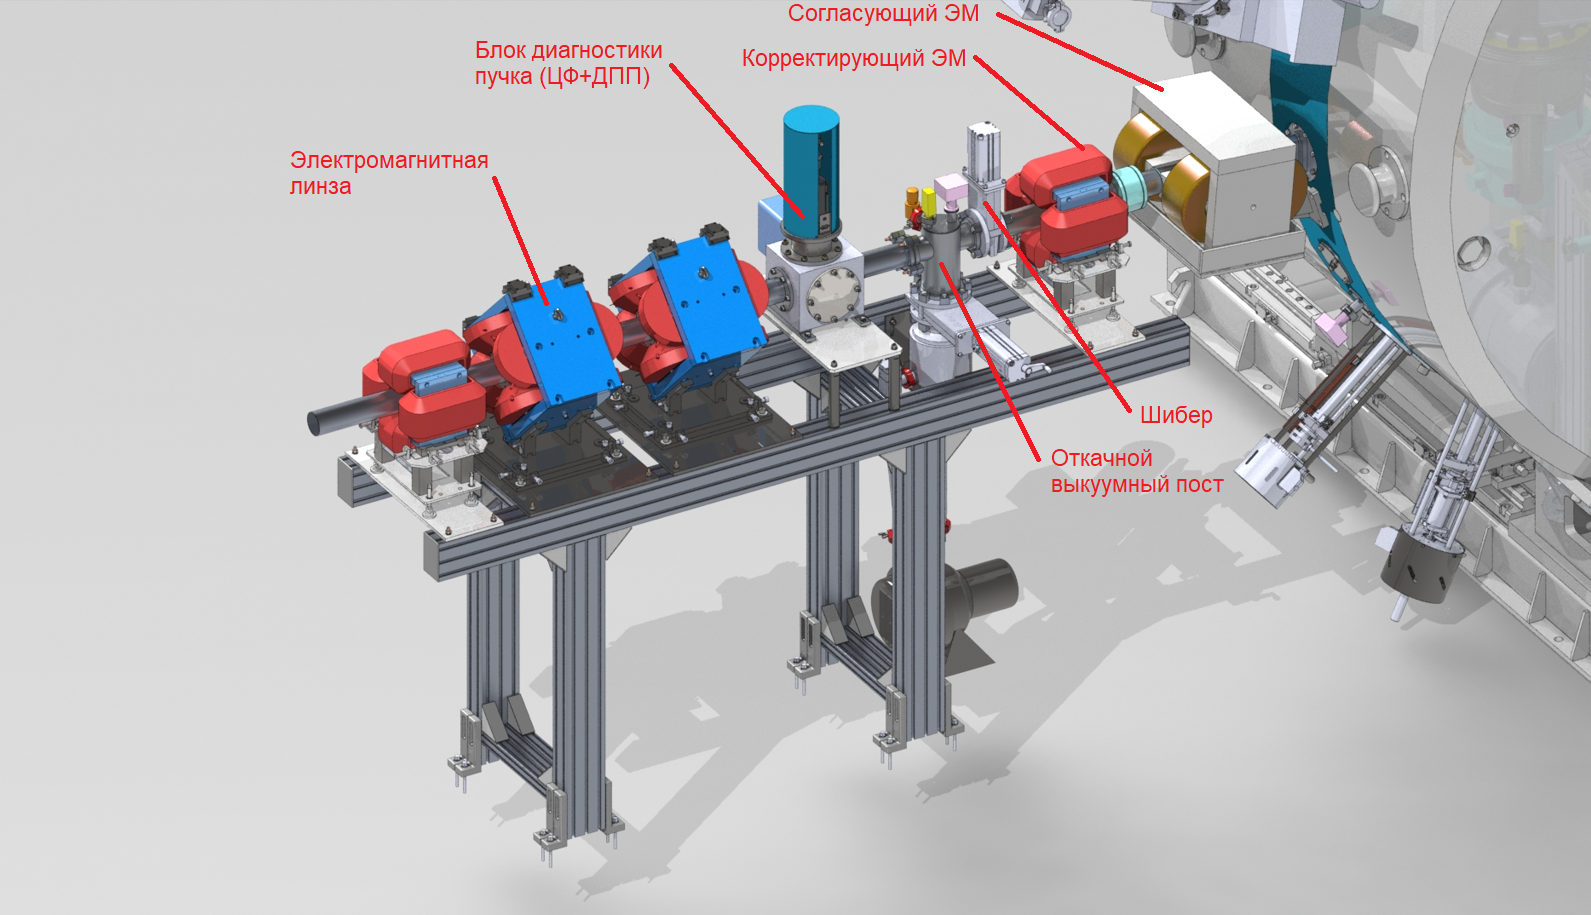 Согласующий ЭМ
Блок диагностики
пучка (ЦФ+ДПП)
Корректирующий ЭМ
Электромагнитная
линза
Шибер
Откачной
выкуумный пост